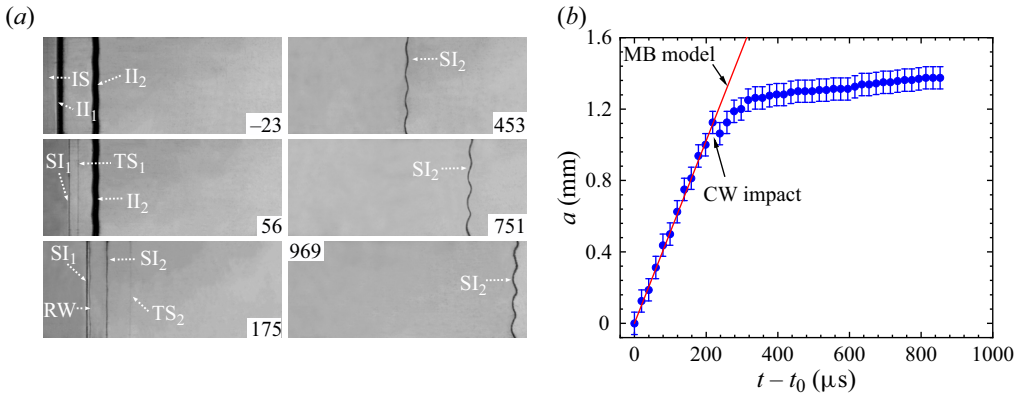 (a)
IS
II1
II2
–23
SI2
453
SI1
TS1
II2
56
SI2
751
SI1
SI2
RW
TS2
175
969
SI2
(b)
1.6
1.2
0.8
0.4
0
a (mm)
MB model
CW impact
0 200 400 600 800 1000
t – t0 (μs)